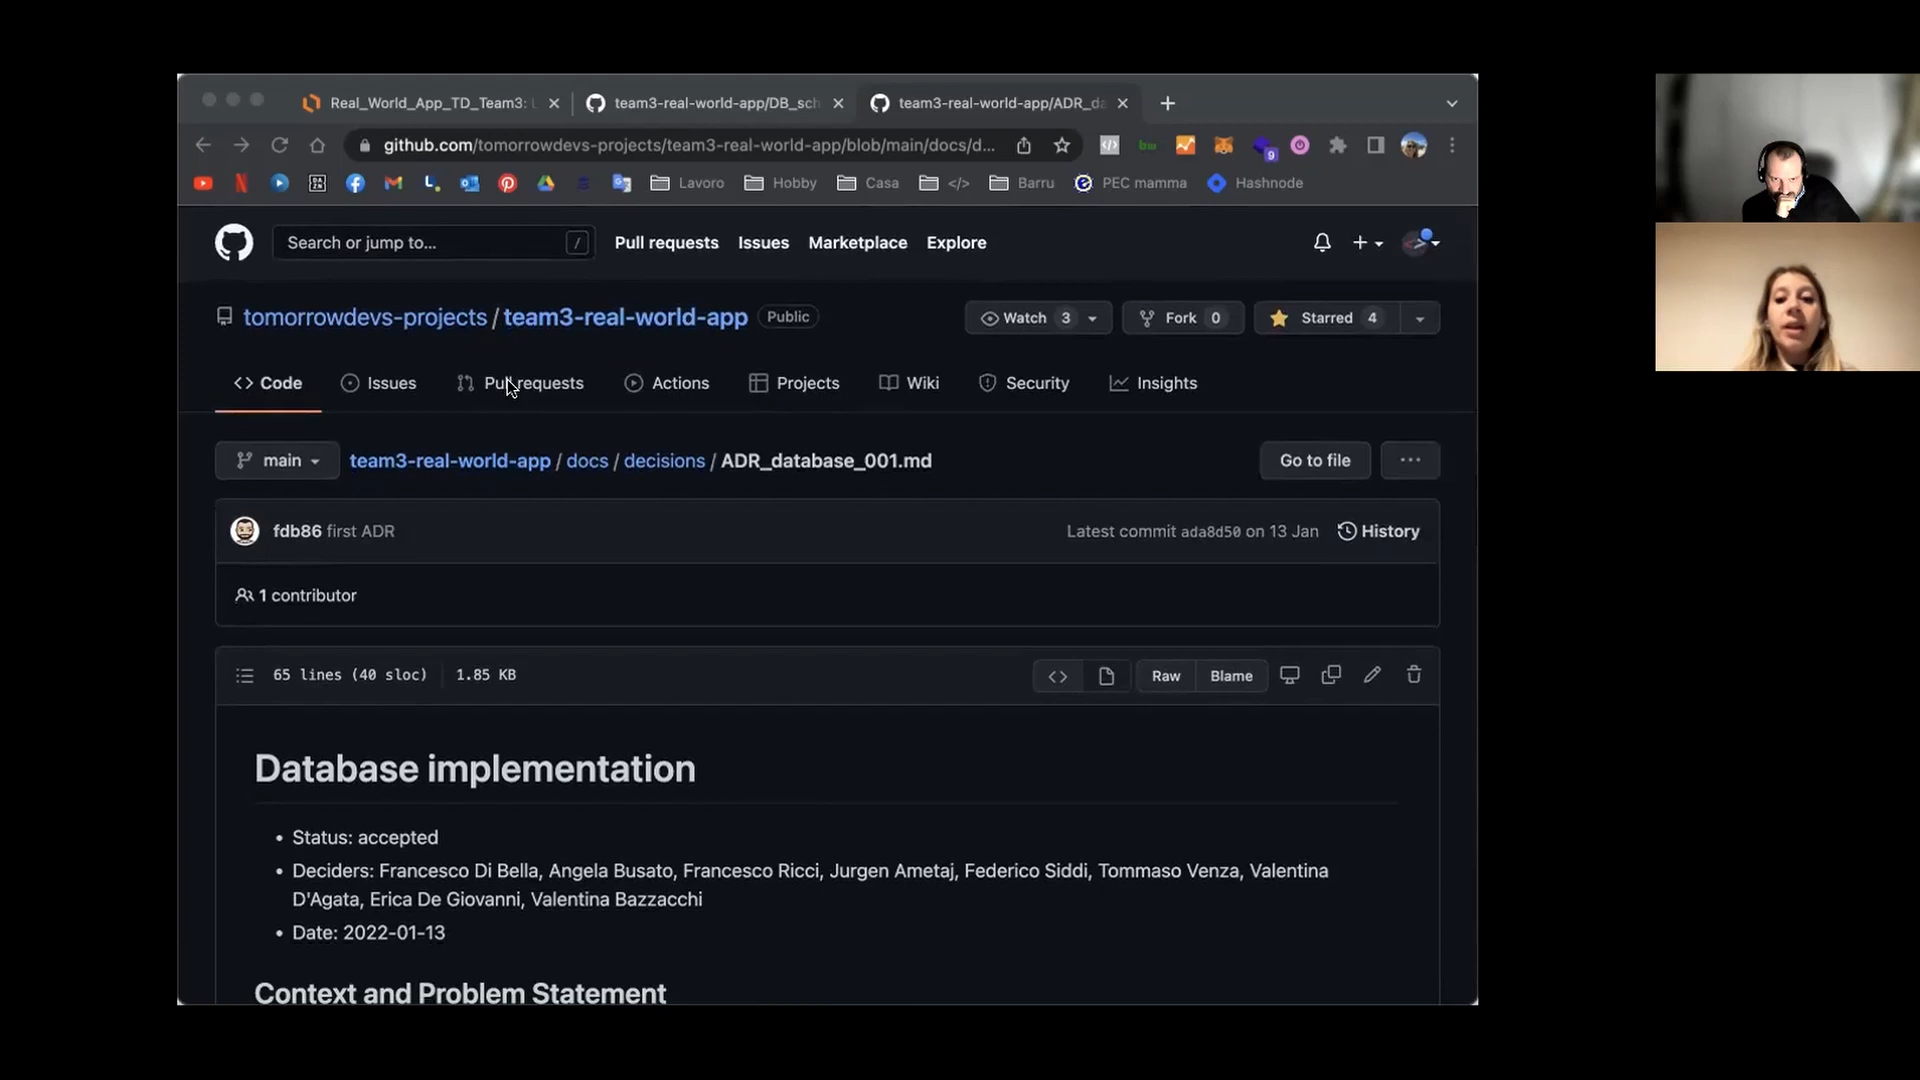 Real_World_App_TD_Team3:
team3-real-world-app/DB_sch
team3-real-world-app/ADR_da
github.com/tomorrowdevs-projects/team3-real-world-app/blob/main/docs/d...
9
DA
ZN
L.
Lavoro
Hobby
Casa
</>
Barru
PEC mamma
Hashnode
Search or jump to...
/
Pull requests
Issues
Marketplace
Explore
tomorrowdevs-projects / team3-real-world-app
Public
Watch 3
Fork 0
Starred 4
Code
Issues
Pull requests
Actions
Projects
Wiki
Security
Insights
main
team3-real-world-app / docs / decisions / ADR_database_001.md
Go to file
fdb86 first ADR
Latest commit ada8d50 on 13 Jan
History
1 contributor
65 lines (40 sloc)
1.85 KB
Raw
Blame
Database implementation
• Status: accepted
• Deciders: Francesco Di Bella, Angela Busato, Francesco Ricci, Jurgen Ametaj, Federico Siddi, Tommaso Venza, Valentina
D'Agata, Erica De Giovanni, Valentina Bazzacchi
• Date: 2022-01-13
Context and Problem Statement